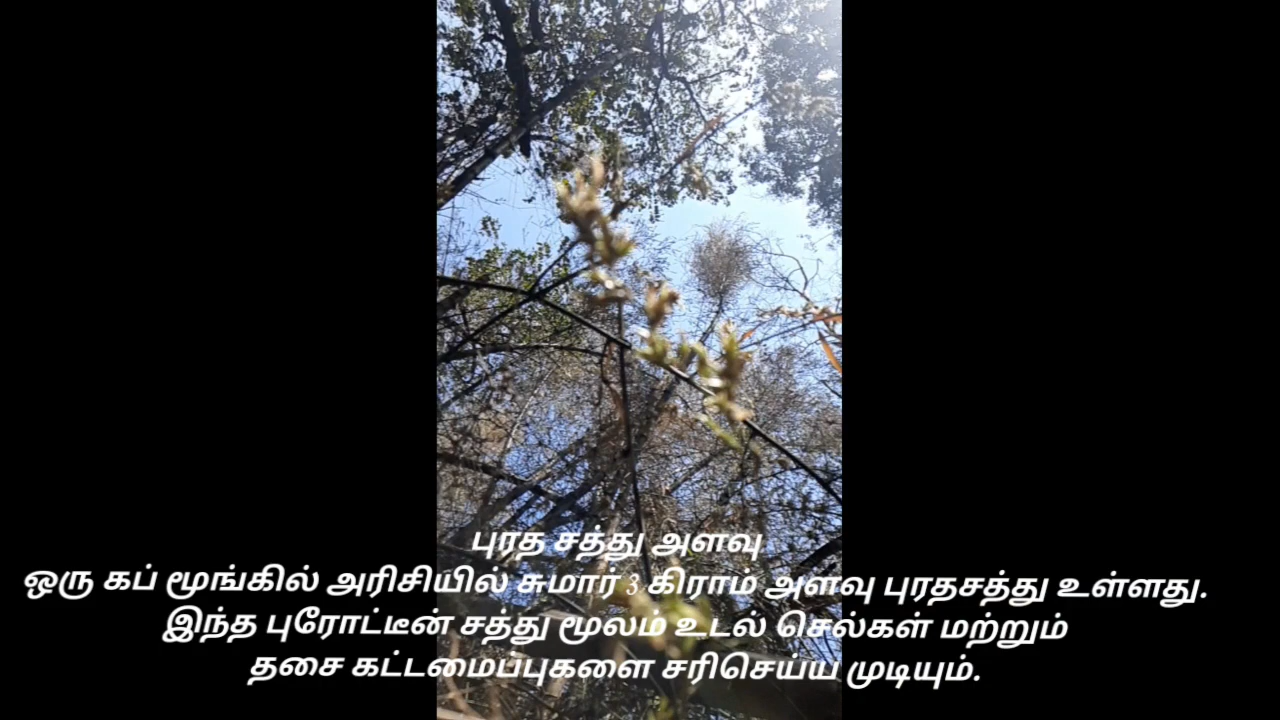 புரத சத்து அளவு
ஒரு கப் மூங்கில் அரிசியில் சுமார் 3 கிராம் அளவு புரதசத்து உள்ளது.
இந்த புரோட்டீன் சத்து மூலம் உடல் செல்கள் மற்றும்
தசை கட்டமைப்புகளை சரிசெய்ய முடியும்.